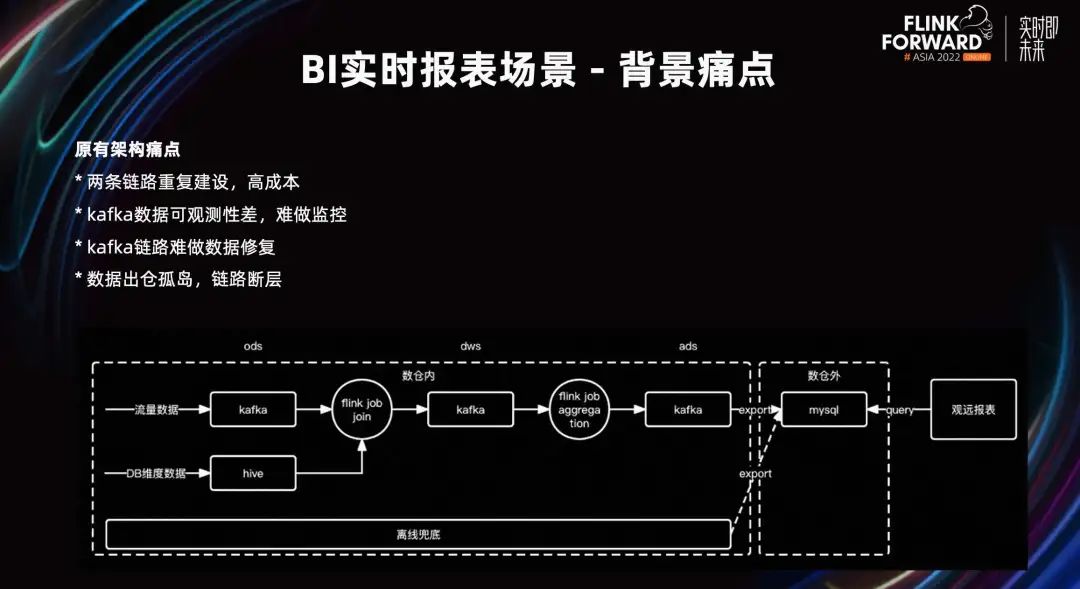 FLINK
FORWARD
# ASIA 2022 ONLINE
实时即
未来
BI实时报表场景 - 背景痛点
原有架构痛点
* 两条链路重复建设，高成本
* kafka数据可观测性差，难做监控
* kafka链路难做数据修复
* 数据出仓孤岛，链路断层
ods
dws
ads
数仓内
数仓外
流量数据
kafka
flink job
join
kafka
flink job
aggrega
tion
kafka
export
mysql
query
观远报表
DB维度数据
hive
export
离线兜底